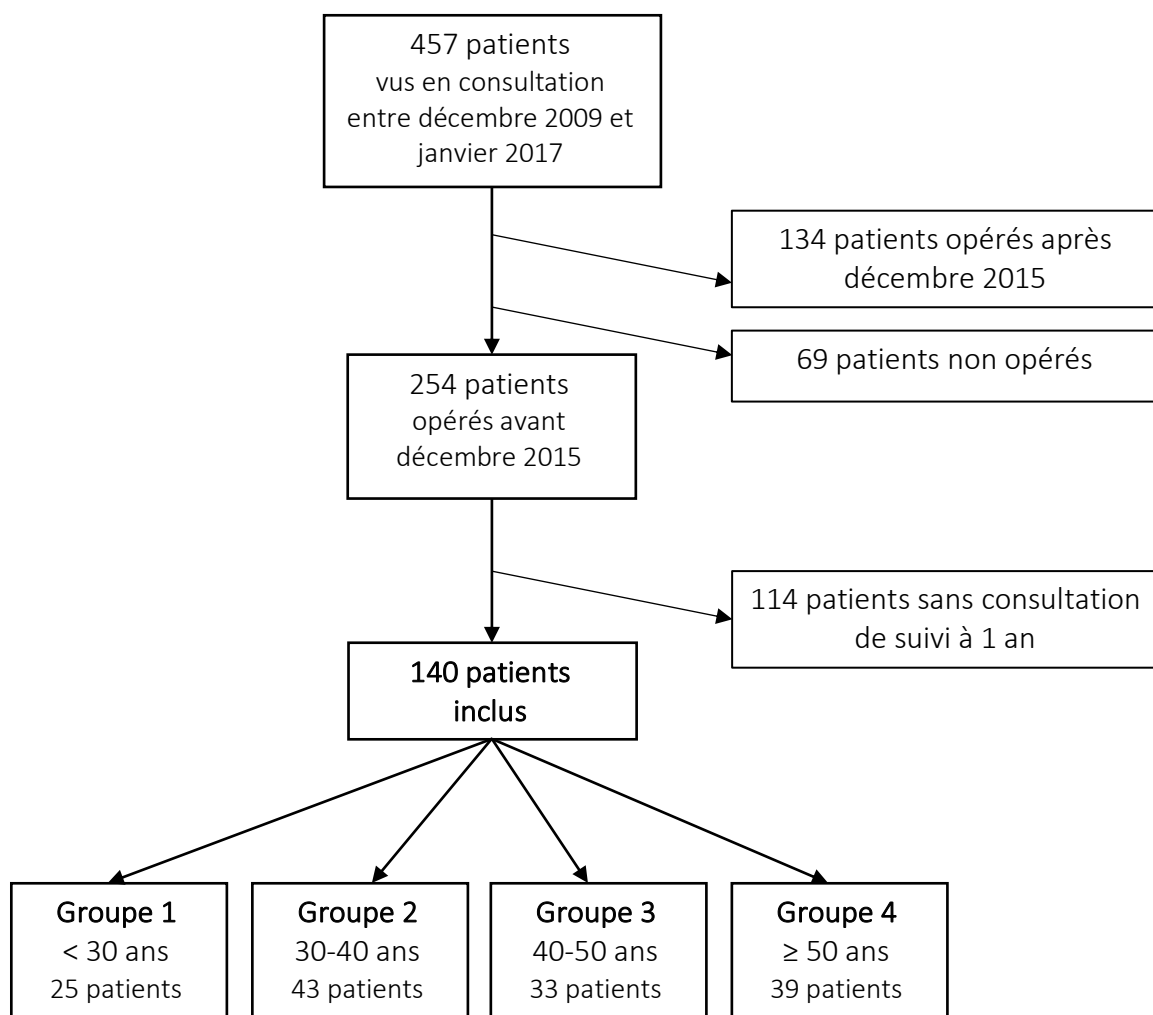 457 patients
vus en consultation
entre décembre 2009 et
janvier 2017
134 patients opérés après
décembre 2015
69 patients non opérés
254 patients
opérés avant
décembre 2015
114 patients sans consultation
de suivi à 1 an
140 patients
inclus
Groupe 1
< 30 ans
25 patients
Groupe 2
30-40 ans
43 patients
Groupe 3
40-50 ans
33 patients
Groupe 4
≥ 50 ans
39 patients